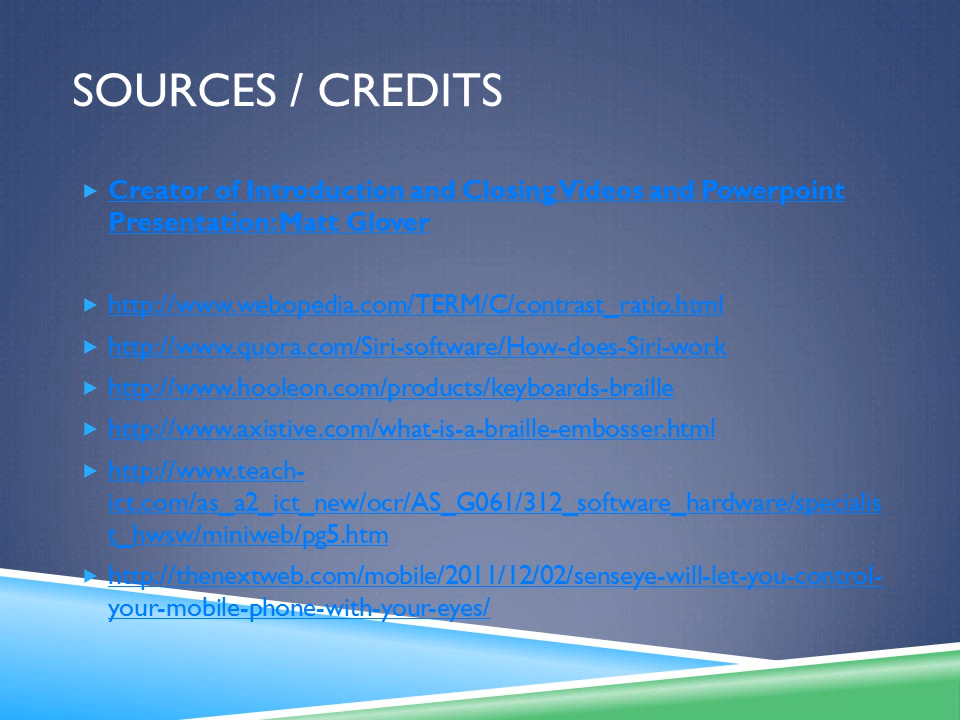 SOURCES / CREDITS
Creator of Introduction and Closing Videos and Powerpoint
Presentation: Matt Glover
http://www.webopedia.com/TERM/C/contrast_ratio.html
http://www.quora.com/Siri-software/How-does-Siri-work
http://www.hooleon.com/products/keyboards-braille
http://www.axistive.com/what-is-a-braille-embosser.html
http://www.teach-
ict.com/as_a2_ict_new/ocr/AS_G061/312_software_hardware/specialis
t_hwsw/miniweb/pg5.htm
http://thenextweb.com/mobile/2011/12/02/senseye-will-let-you-control-
your-mobile-phone-with-your-eyes/